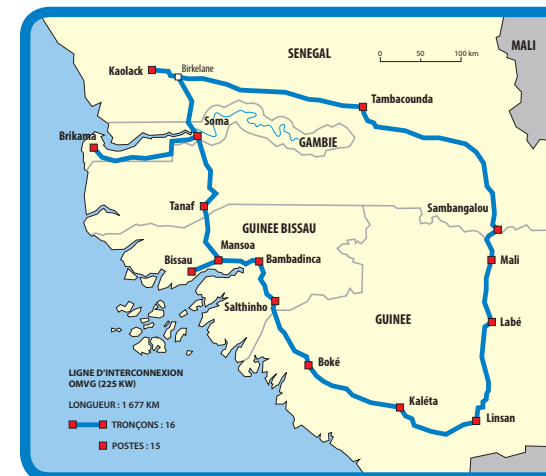 SENEGAL
MALI
0 50 100 km
Kaolack
Birkelane
Tambacounda
Soma
Brikama
GAMBIE
Tanaf
Sambangalou
GUINEE BISSAU
Mansoa
Bissau
Bambadinca
Mali
Salthinho
GUINEE
Labé
Boké
LIGNE D'INTERCONNEXION
OMVG (225 KW)
LONGUEUR : 1 677 KM
TRONÇONS : 16
POSTES : 15
Kaléta
Linsan